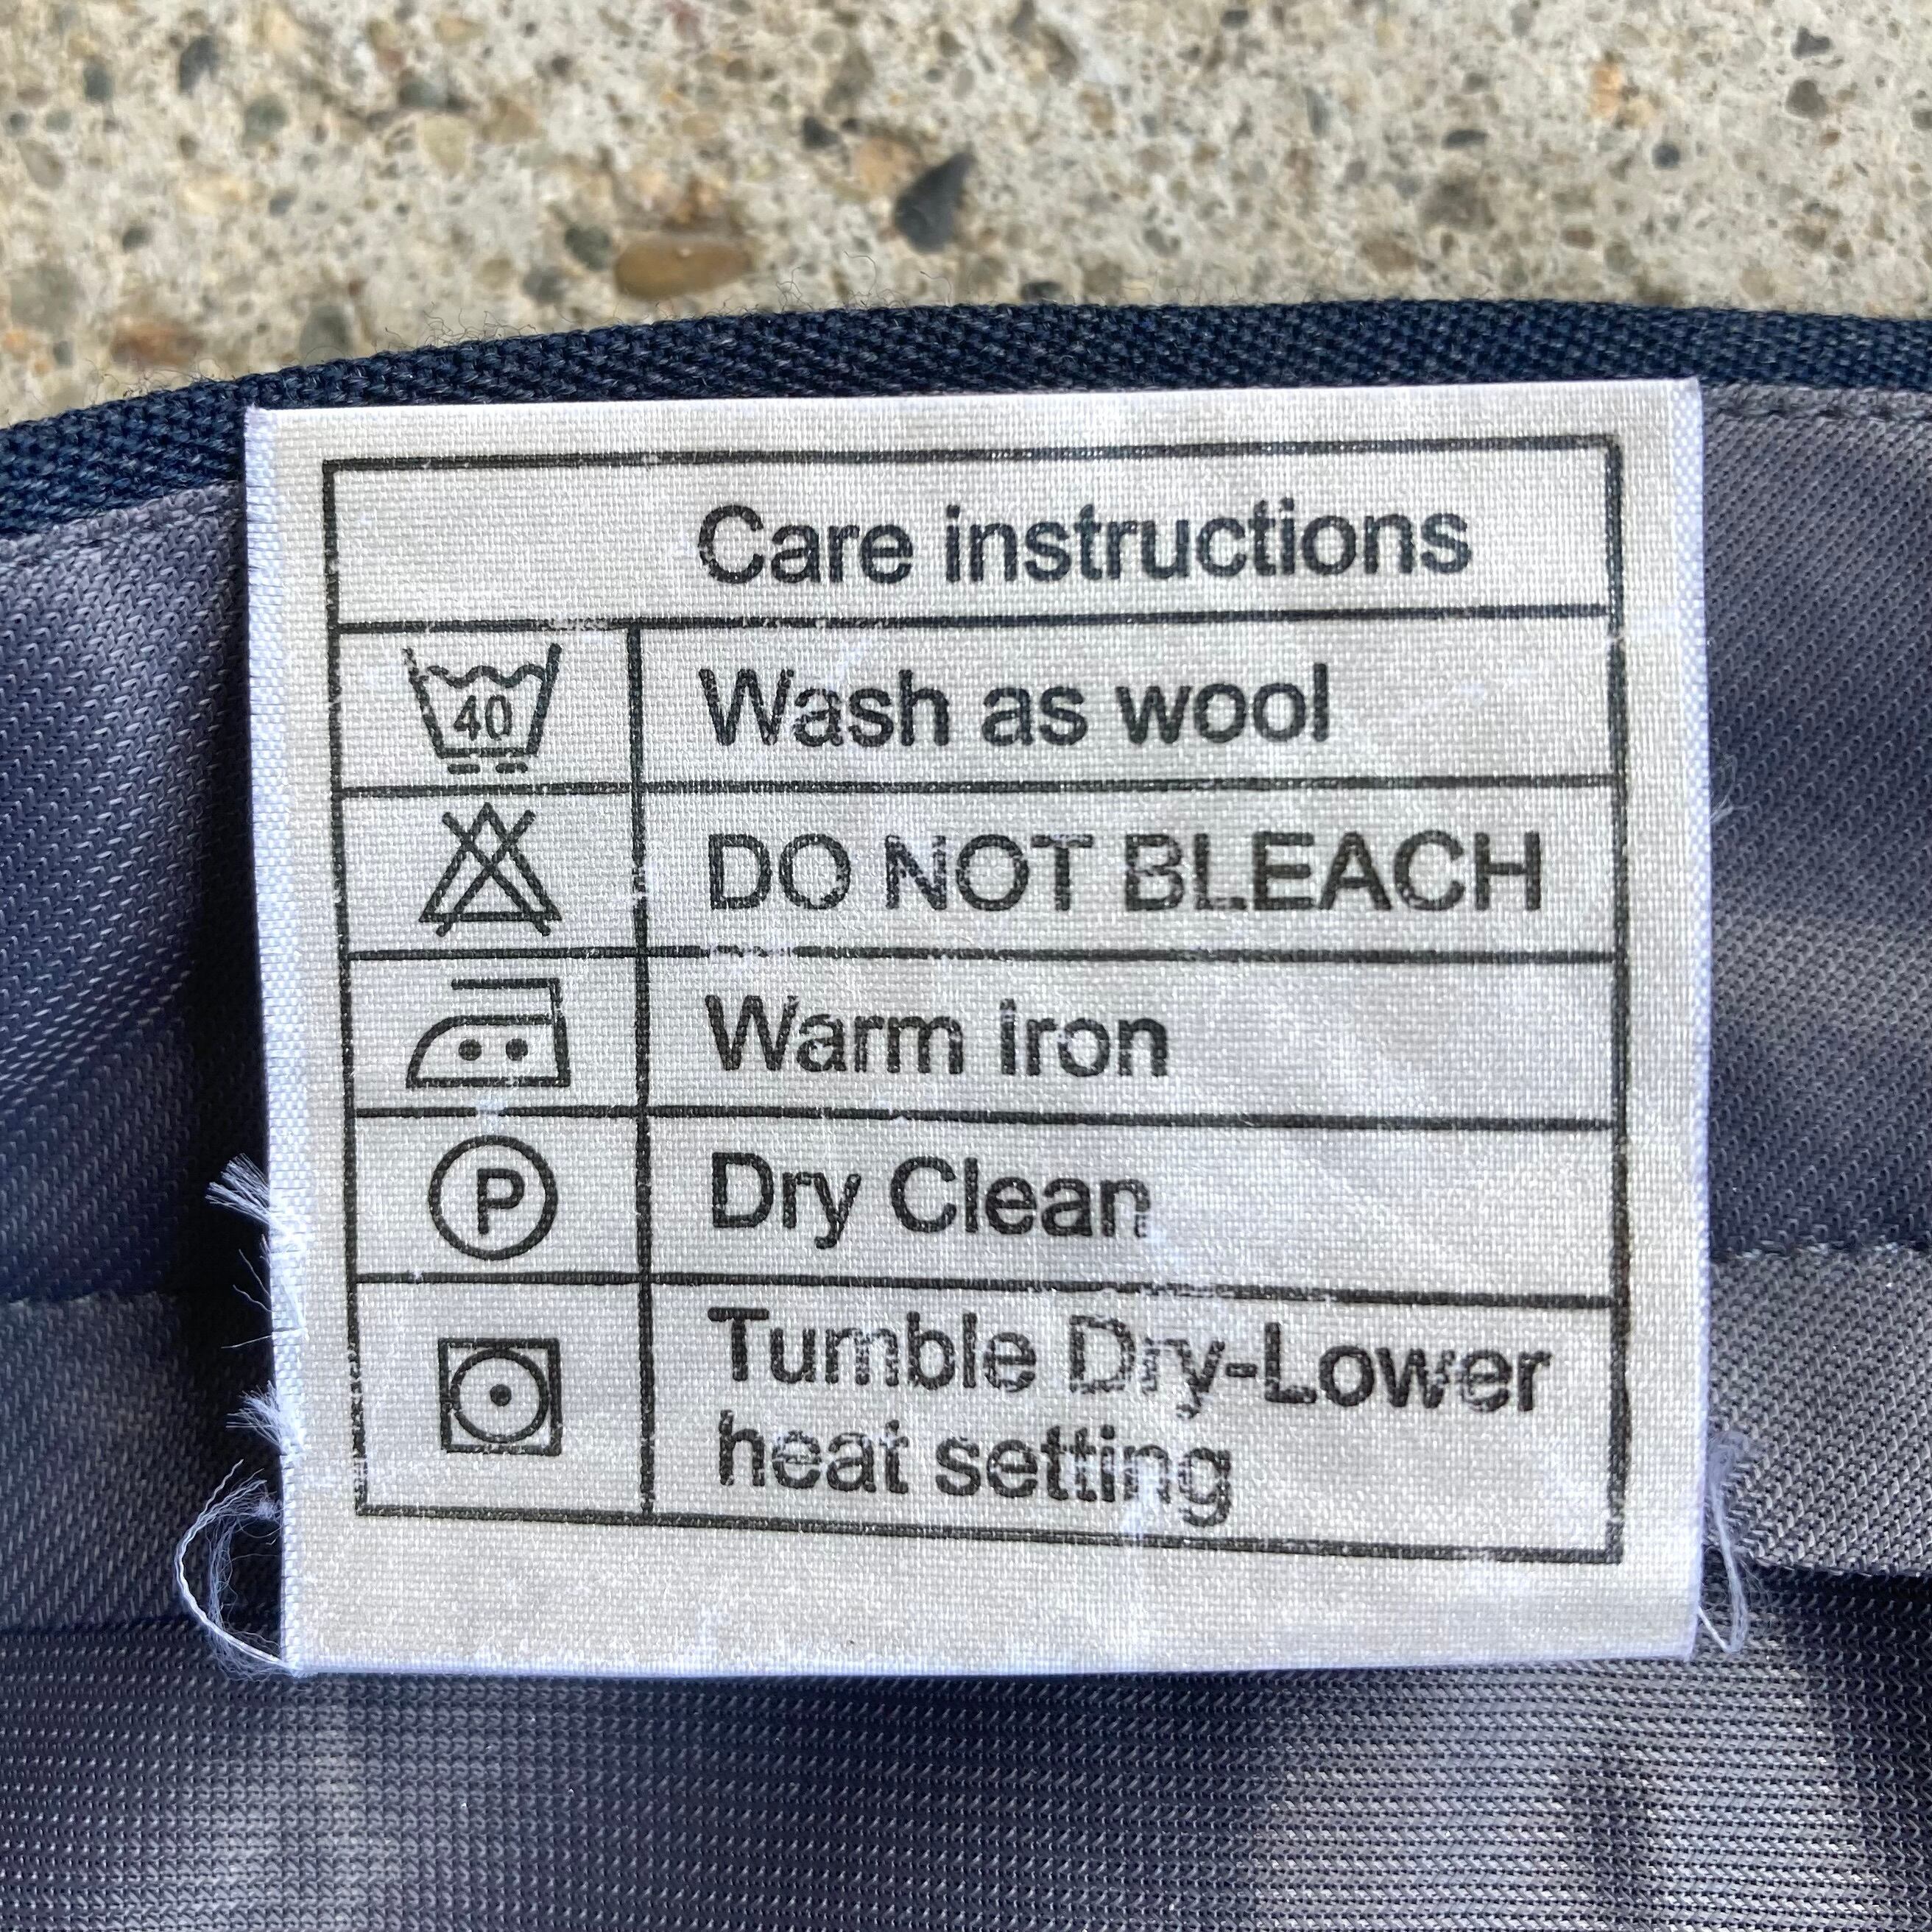 Care instructions
40 Wash as wool
DO NOT BLEACH
Warm iron
P Dry Clean
Tumble Dry-Lower
heat setting